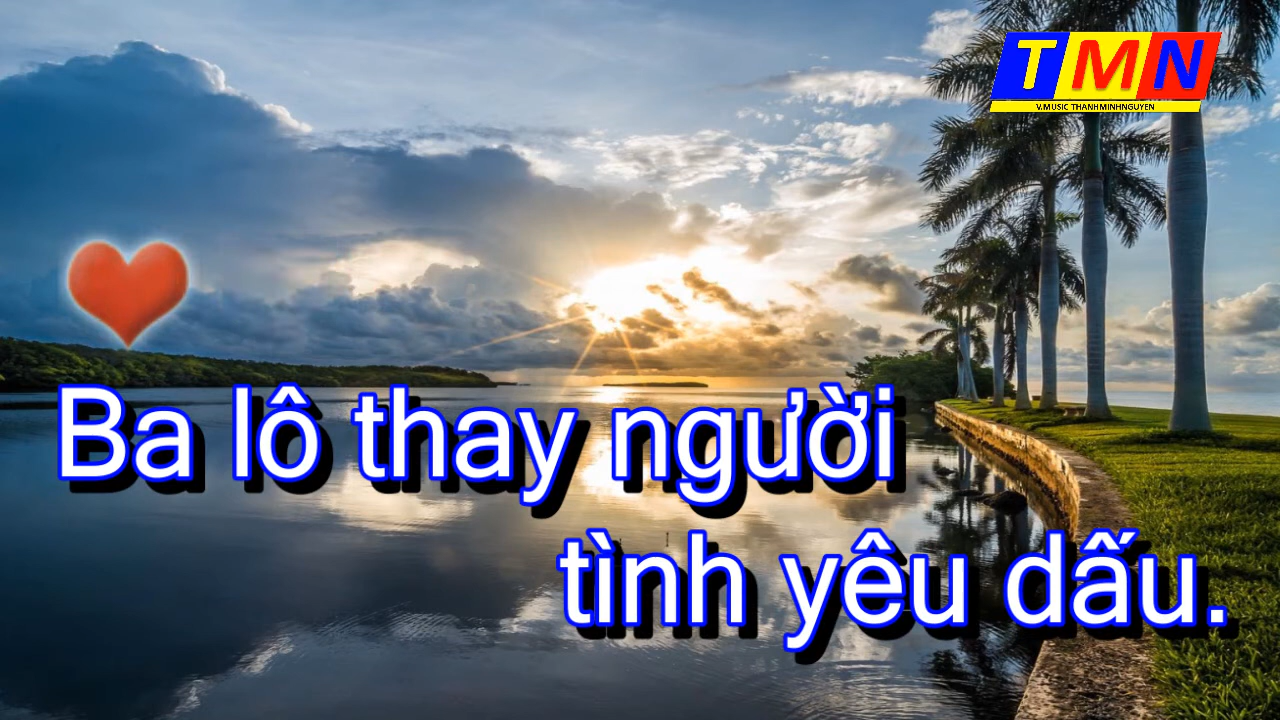 TMN
V.MUSIC THANHMINHNGUYEN
Ba lô thay người
tình yêu dấu.